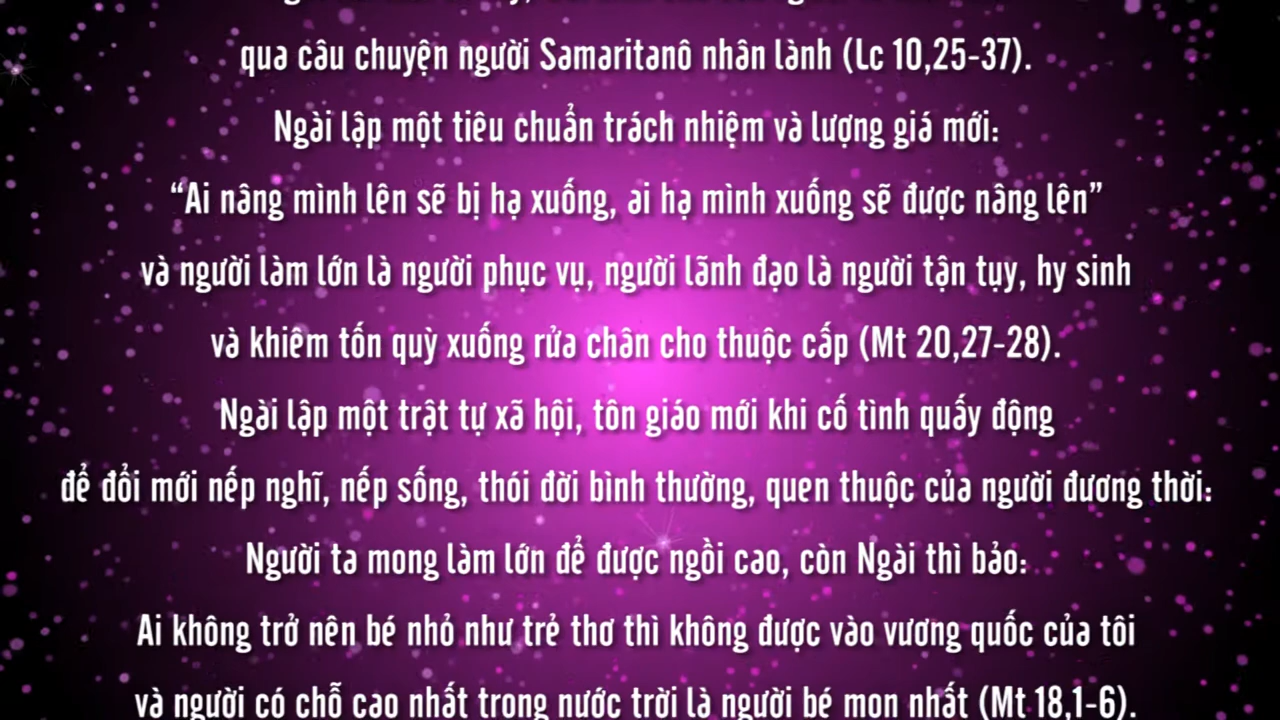 qua câu chuyện người Samaritanô nhân lành (Lc 10,25-37).
Ngài lập một tiêu chuẩn trách nhiệm và lượng giá mới:
“Ai nâng mình lên sẽ bị hạ xuống, ai hạ mình xuống sẽ được nâng lên”
và người làm lớn là người phục vụ, người lãnh đạo là người tận tụy, hy sinh
và khiêm tốn quỳ xuống rửa chân cho thuộc cấp (Mt 20,27-28).
Ngài lập một trật tự xã hội, tôn giáo mới khi cố tình quấy động
để đổi mới nếp nghĩ, nếp sống, thói đời bình thường, quen thuộc của người đương thời:
Người ta mong làm lớn để được ngồi cao, còn Ngài thì bảo:
Ai không trở nên bé nhỏ như trẻ thơ thì không được vào vương quốc của tôi
và người có chỗ cao nhất trong nước trời là người bé mọn nhất (Mt 18,1-6).